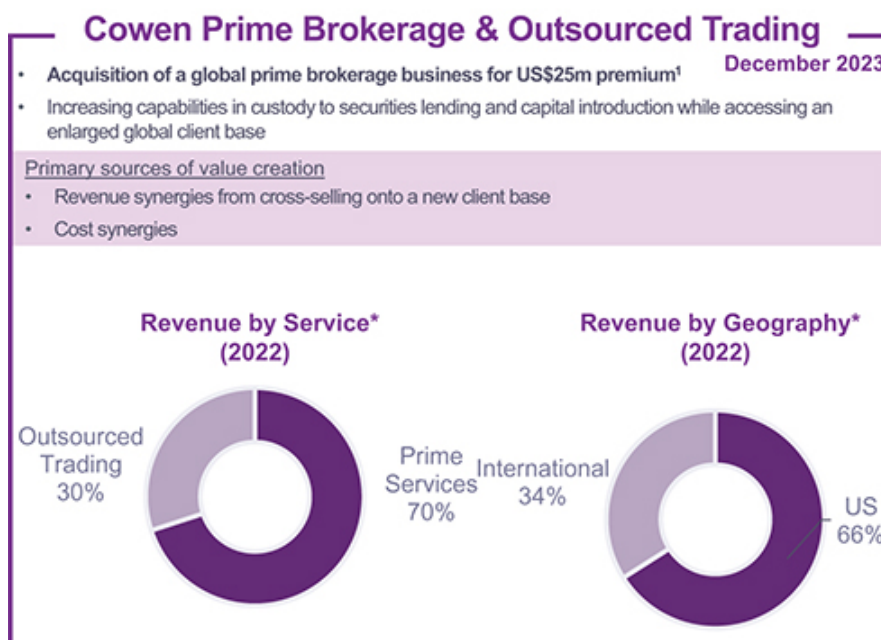 Cowen Prime Brokerage & Outsourced Trading
December 2023
• Acquisition of a global prime brokerage business for US$25m premium¹
• Increasing capabilities in custody to securities lending and capital introduction while accessing an
enlarged global client base
Primary sources of value creation
• Revenue synergies from cross-selling onto a new client base
• Cost synergies
Revenue by Service*
(2022)
Outsourced
Trading
30%
Prime
Services
70%
Revenue by Geography*
(2022)
International
34%
US
66%